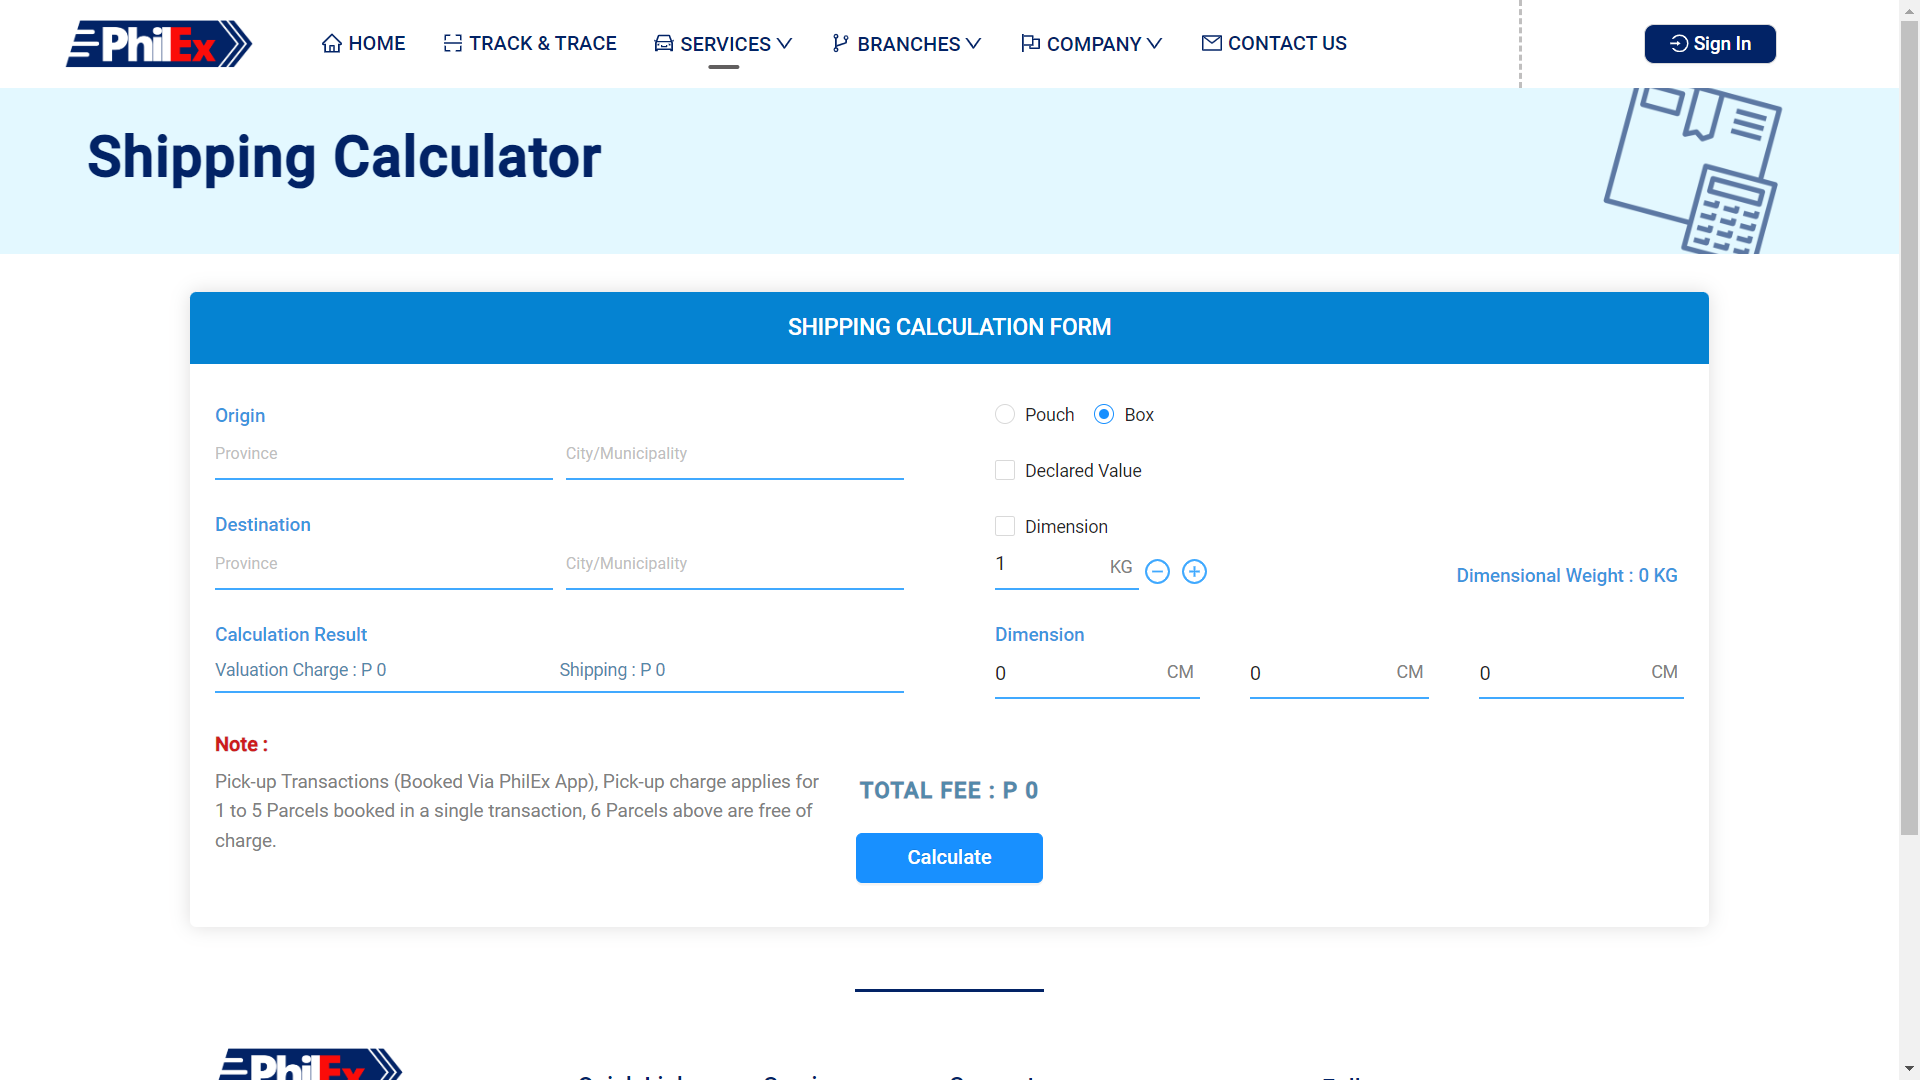 PhilEx
HOME
TRACK & TRACE
SERVICES
BRANCHES
COMPANY
CONTACT US
Sign In
Shipping Calculator
SHIPPING CALCULATION FORM
Origin
Province
City/Municipality
Pouch
Box
Declared Value
Destination
Dimension
Province
City/Municipality
1
KG
Dimensional Weight : 0 KG
Calculation Result
Dimension
Valuation Charge : P 0
Shipping : P 0
0
CM
0
CM
0
CM
Note :
Pick-up Transactions (Booked Via PhilEx App), Pick-up charge applies for
1 to 5 Parcels booked in a single transaction, 6 Parcels above are free of
charge.
TOTAL FEE : P 0
Calculate
PhilEx